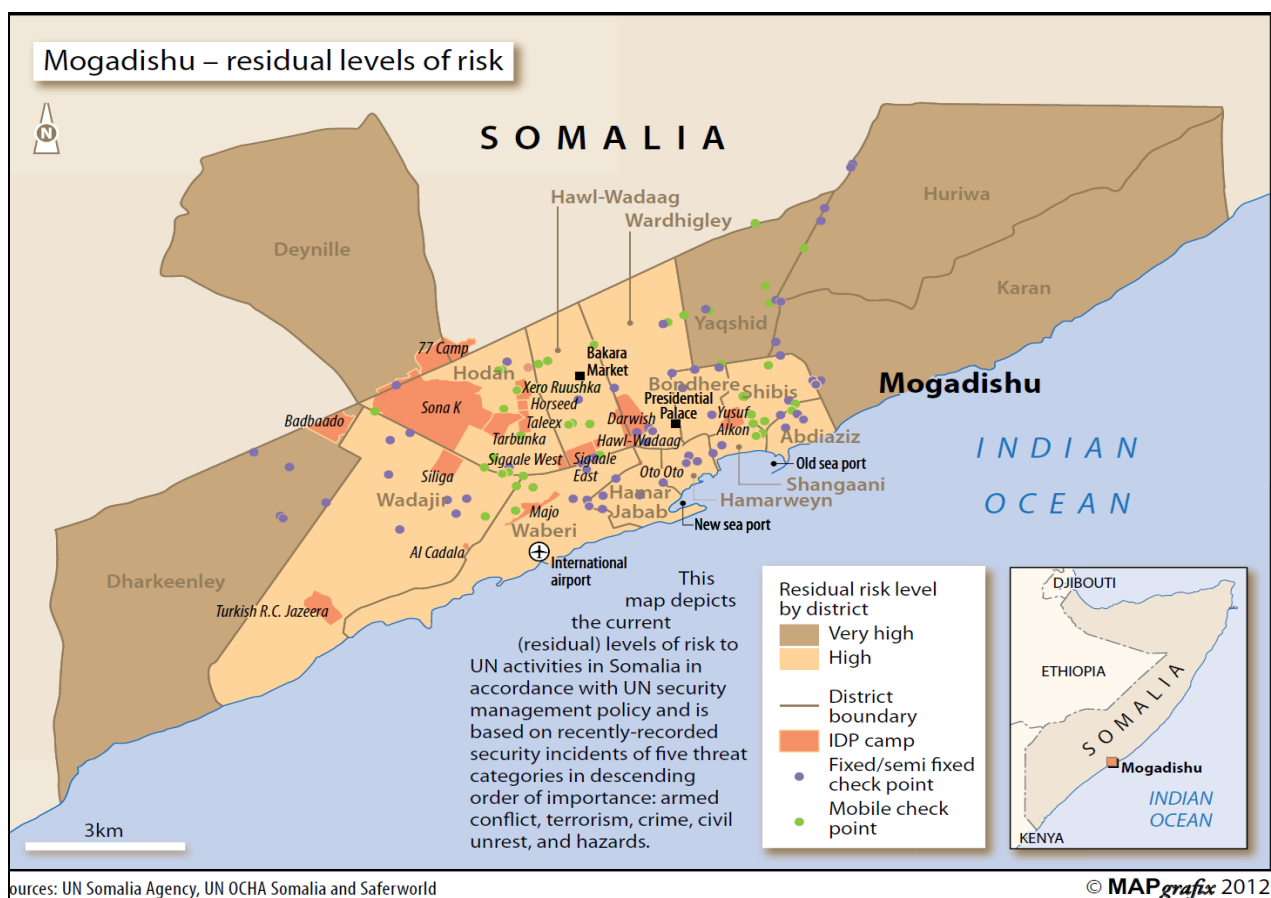 Mogadishu – residual levels of risk
N
SOMALIA
Hawl-Wadaag
Wardhigley
Huriwa
Deynille
Karan
Yaqshid
77 Camp
Hodan
Bakara
Market
Xero Ruushka
Bondhere
Shibis
Mogadishu
Horseed
Presidential
Palace
Badbaado
Sona K
Taleex
Darwish
Yusuf
Alkon
Tarbunka
Hawl-Wadaag
Abdiaziz
INDIAN
OCEAN
Sigaale West
Sigaale
East
Oto Oto
Old sea port
Siliga
Shangaani
Wadajir
Hamar
Jabab
Hamarweyn
Majo
New sea port
Waberi
Al Cadala
International
airport
Dharkeenley
Turkish R.C. Jazeera
This
map depicts
the current
(residual) levels of risk to
UN activities in Somalia in
accordance with UN security
management policy and is
based on recently-recorded
security incidents of five threat
categories in descending
order of importance: armed
conflict, terrorism, crime, civil
unrest, and hazards.
Residual risk level
by district
Very high
High
District
boundary
IDP camp
Fixed/semi fixed
check point
Mobile check
point
DJIBOUTI
ETHIOPIA
SOMALIA
Mogadishu
INDIAN
OCEAN
KENYA
3km
ources: UN Somalia Agency, UN OCHA Somalia and Saferworld
© MAPgrafix 2012